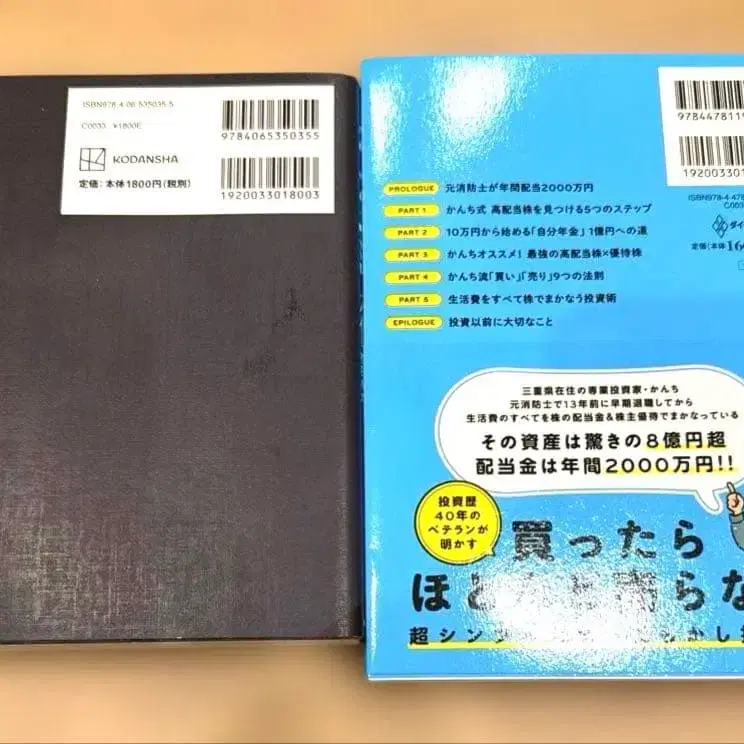 ISBN978-4-06-535035-5
C0033 ¥1800E
9784065350355
KODANSHA
定価:本体1800円(税別)
1920033018003
9784478119
192003301
ISBN978-4-478
C003
ダイ
定価(本体16
PROLOGUE 元消防士が年間配当2000万円
PART 1 かんち式 高配当株を見つける5つのステップ
PART 2 10万円から始める「自分年金」1億円への道
PART 3 かんちオススメ! 最強の高配当株×優待株
PART 4 かんち流「買い」「売り」9つの法則
PART 5 生活費をすべて株でまかなう投資術
EPILOGUE 投資以前に大切なこと
三重県在住の専業投資家・かんち
元消防士で13年前に早期退職してから
生活費のすべてを株の配当金&株主優待でまかなっている
その資産は驚きの8億円超
配当金は年間2000万円!!
投資歴
40年の
ベテランが
明かす
買ったら
ほと
らな
超シン
かし